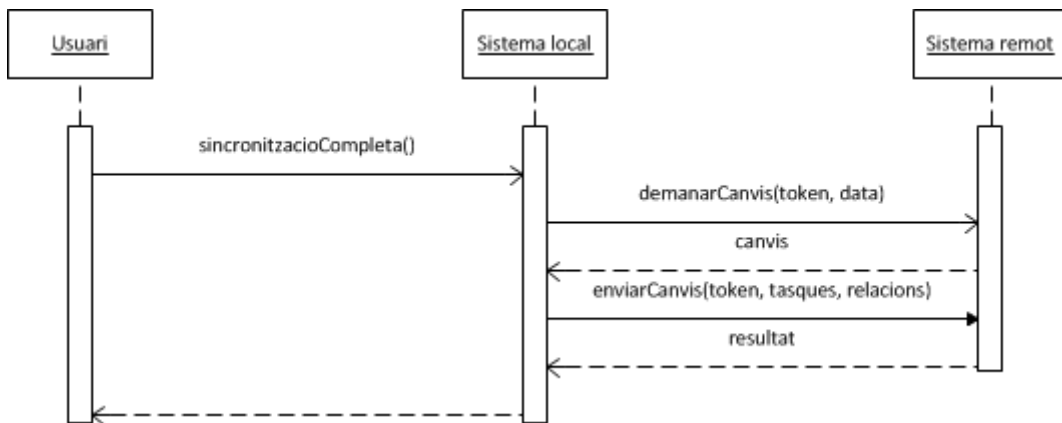 Usuari
Sistema local
Sistema remot
sincronitzacioCompleta()
demanarCanvis(token, data)
canvis
enviarCanvis(token, tasques, relacions)
resultat